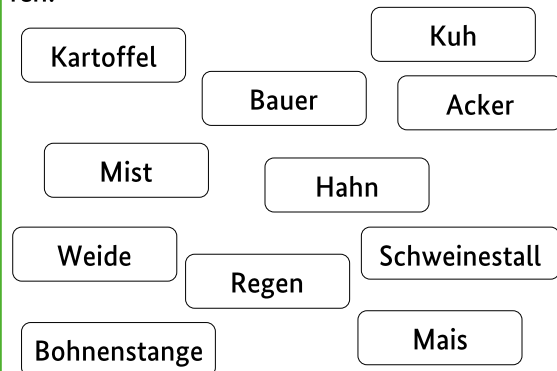 Kuh
Kartoffel
Bauer
Acker
Mist
Hahn
Weide
Schweinestall
Regen
Mais
Bohnenstange